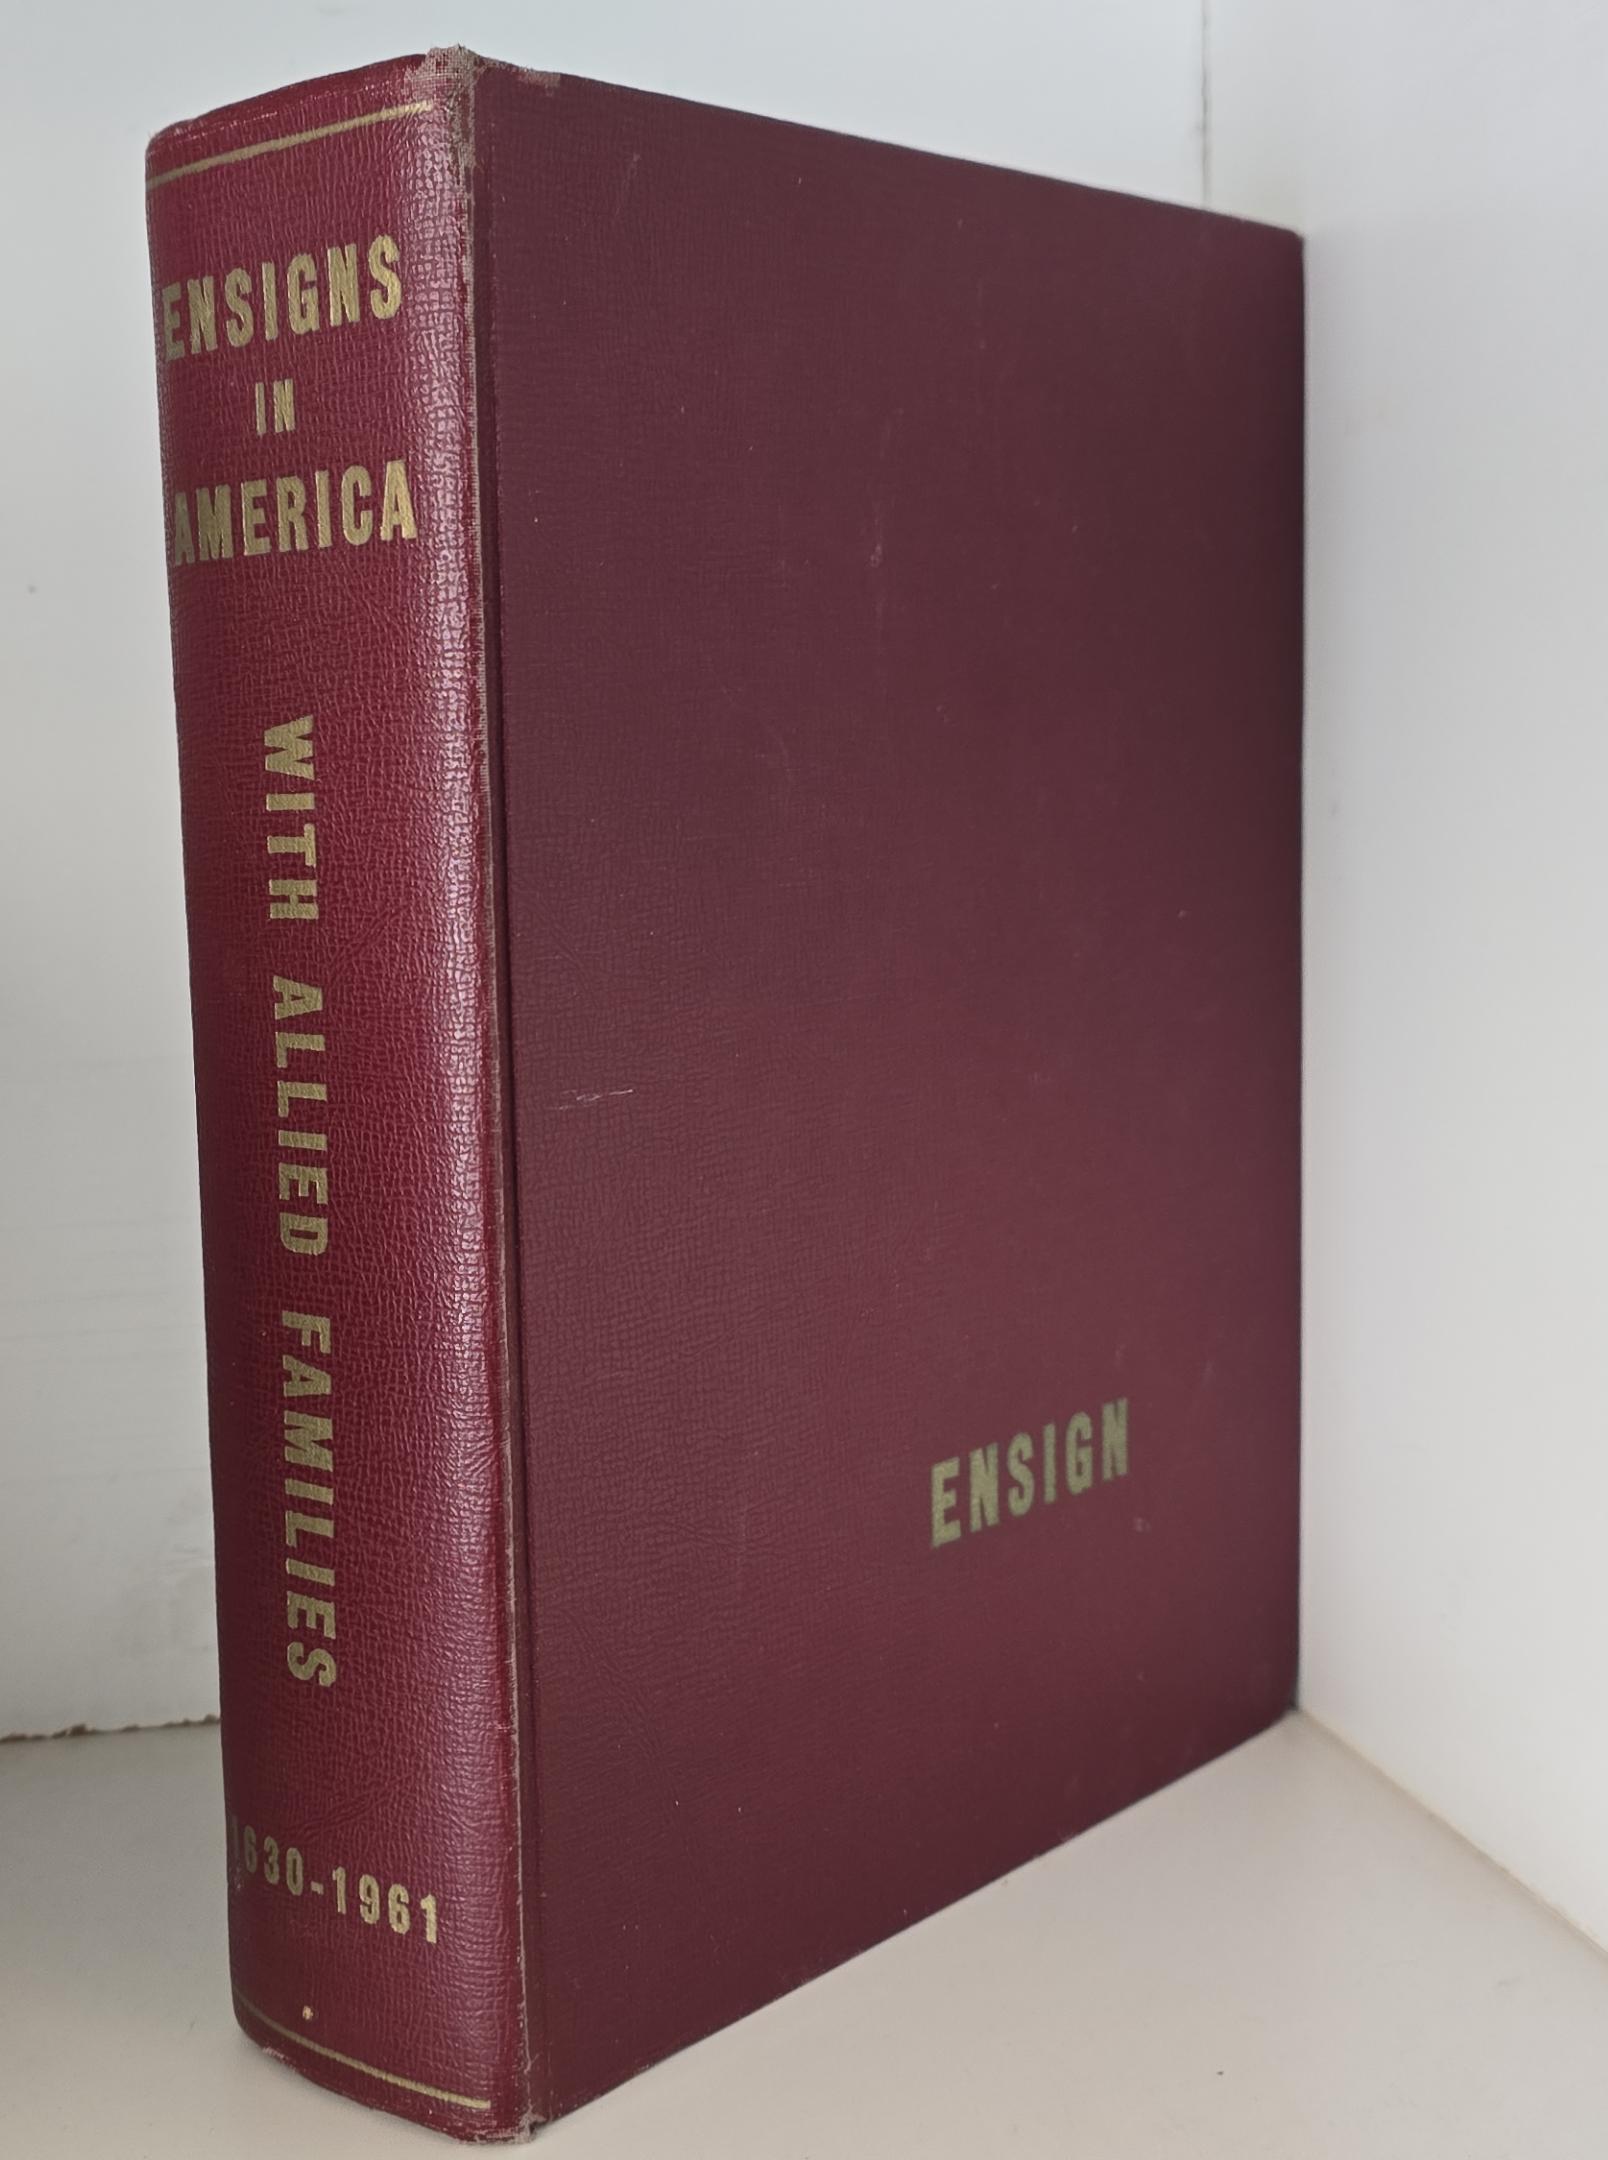 ENSIGNS
IN
AMERICA
WITH ALLIED FAMILIES
1630-1961
ENSIGN